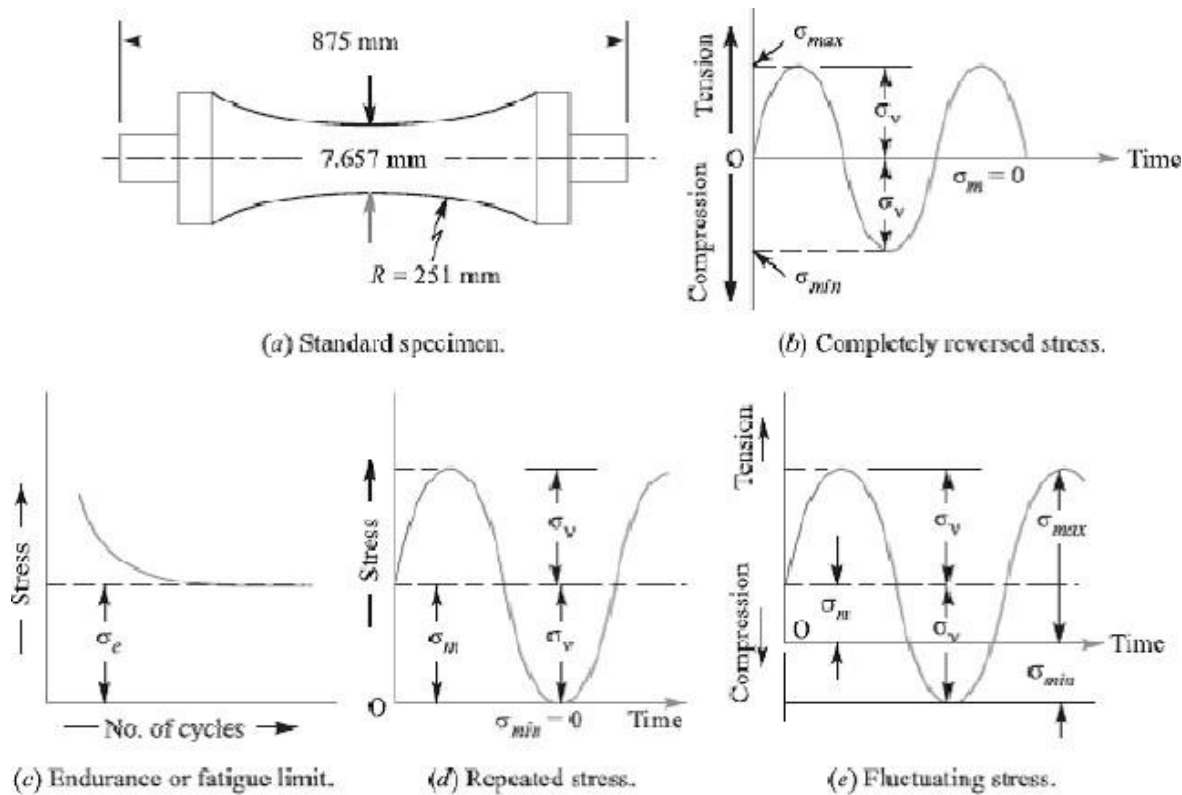 875 mm
7.657 mm
R = 251 mm
(a) Standard specimen.
Tension
Compression
σmax
σv
O
Time
σm = 0
σv
σmin
(b) Completely reversed stress.
Stress
σe
No. of cycles
(c) Endurance or fatigue limit.
Stress
σv
σm
σv
O
σmin = 0
Time
(d) Repeated stress.
Tension
Compression
σv
σmax
σm
σv
O
Time
σmin
(e) Fluctuating stress.